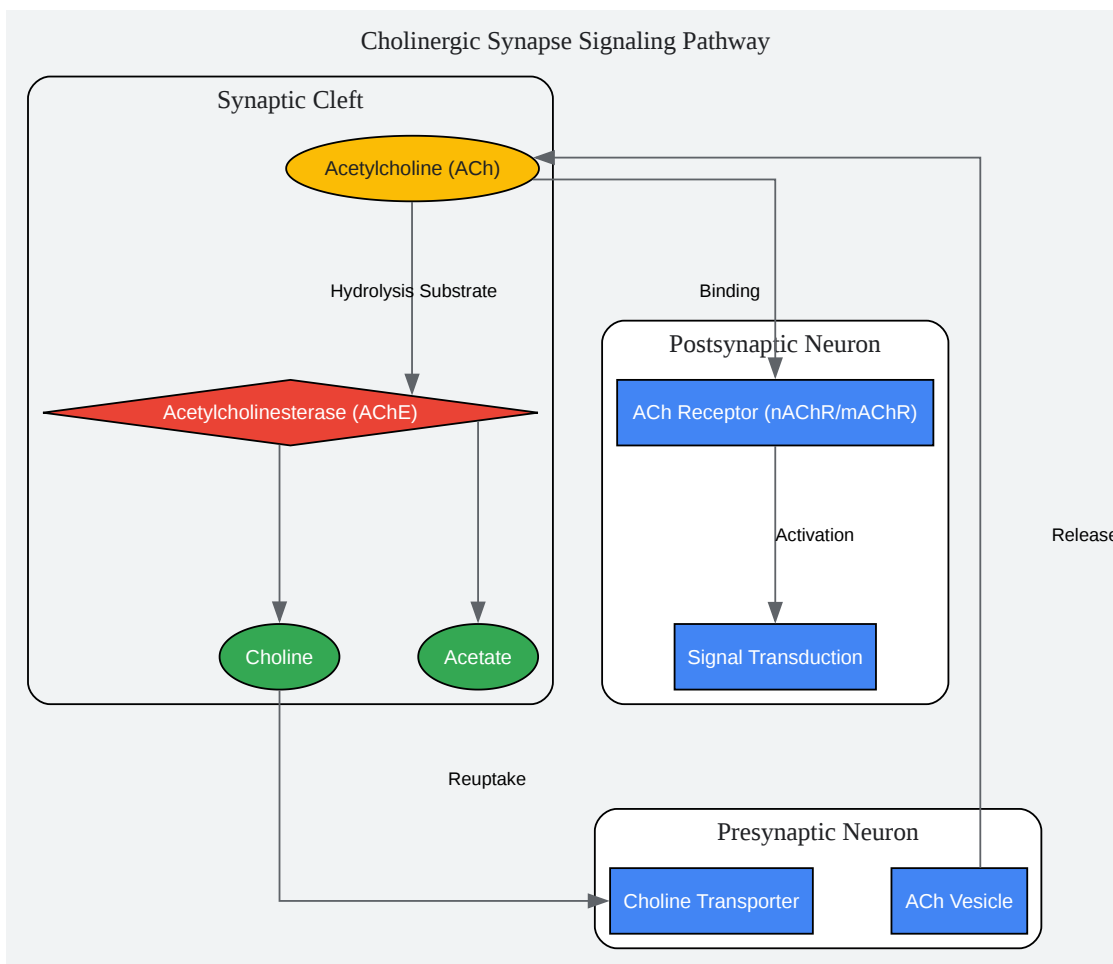 Cholinergic Synapse Signaling Pathway
Synaptic Cleft
Acetylcholine (ACh)
Hydrolysis Substrate
Binding
Postsynaptic Neuron
Acetylcholinesterase (AChE)
ACh Receptor (nAChR/mAChR)
Activation
Release
Choline
Acetate
Signal Transduction
Reuptake
Presynaptic Neuron
Choline Transporter
ACh Vesicle